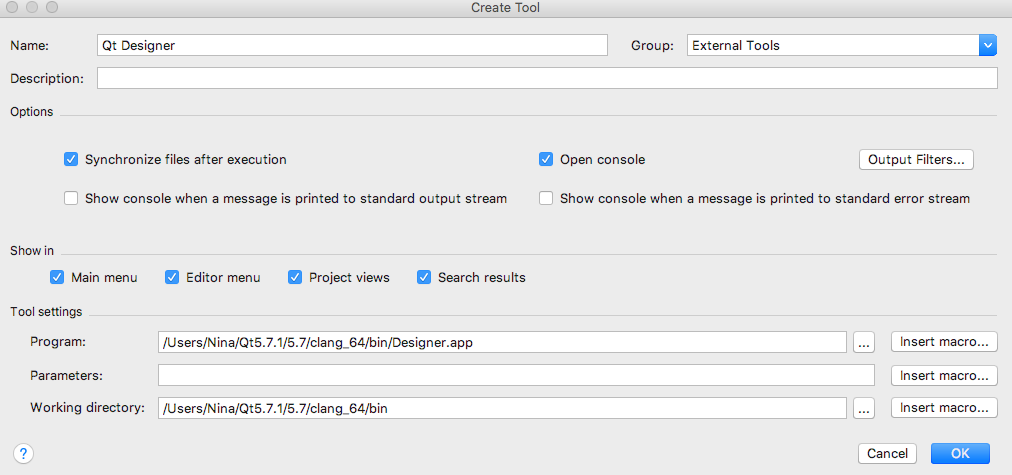 Create Tool
Name: Qt Designer Group: External Tools
Description:
Options
Synchronize files after execution Open console Output Filters...
Show console when a message is printed to standard output stream Show console when a message is printed to standard error stream
Show in
Main menu Editor menu Project views Search results
Tool settings
Program: /Users/Nina/Qt5.7.1/5.7/clang_64/bin/Designer.app ... Insert macro...
Parameters: Insert macro...
Working directory: /Users/Nina/Qt5.7.1/5.7/clang_64/bin ... Insert macro...
? Cancel OK